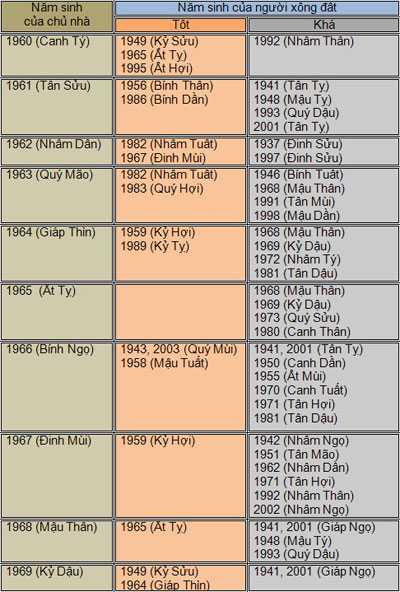 Năm sinh
của chủ nhà
Năm sinh của người xông đất
Tốt
Khá
1960 (Canh Tý)
1949 (Kỷ Sửu)
1965 (Ất Tỵ)
1995 (Ất Hợi)
1992 (Nhâm Thân)
1961 (Tân Sửu)
1956 (Bính Thân)
1986 (Bính Dần)
1941 (Tân Tỵ)
1948 (Mậu Tý)
1993 (Quý Dậu)
2001 (Tân Tỵ)
1962 (Nhâm Dần)
1982 (Nhâm Tuất)
1967 (Đinh Mùi)
1937 (Đinh Sửu)
1997 (Đinh Sửu)
1963 (Quý Mão)
1982 (Nhâm Tuất)
1983 (Quý Hợi)
1946 (Bính Tuất)
1968 (Mậu Thân)
1991 (Tân Mùi)
1998 (Mậu Dần)
1964 (Giáp Thìn)
1959 (Kỷ Hợi)
1989 (Kỷ Tỵ)
1968 (Mậu Thân)
1969 (Kỷ Dậu)
1972 (Nhâm Tý)
1981 (Tân Dậu)
1965 (Ất Tỵ)
1968 (Mậu Thân)
1969 (Kỷ Dậu)
1973 (Quý Sửu)
1980 (Canh Thân)
1966 (Bính Ngọ)
1943, 2003 (Quý Mùi)
1958 (Mậu Tuất)
1941, 2001 (Tân Tỵ)
1950 (Canh Dần)
1955 (Ất Mùi)
1970 (Canh Tuất)
1971 (Tân Hợi)
1981 (Tân Dậu)
1967 (Đinh Mùi)
1959 (Kỷ Hợi)
1942 (Nhâm Ngọ)
1951 (Tân Mão)
1962 (Nhâm Dần)
1971 (Tân Hợi)
1992 (Nhâm Thân)
2002 (Nhâm Ngọ)
1968 (Mậu Thân)
1965 (Ất Tỵ)
1941, 2001 (Giáp Ngọ)
1948 (Mậu Tý)
1993 (Quý Dậu)
1969 (Kỷ Dậu)
1949 (Kỷ Sửu)
1964 (Giáp Thìn)
1941, 2001 (Giáp Ngọ)